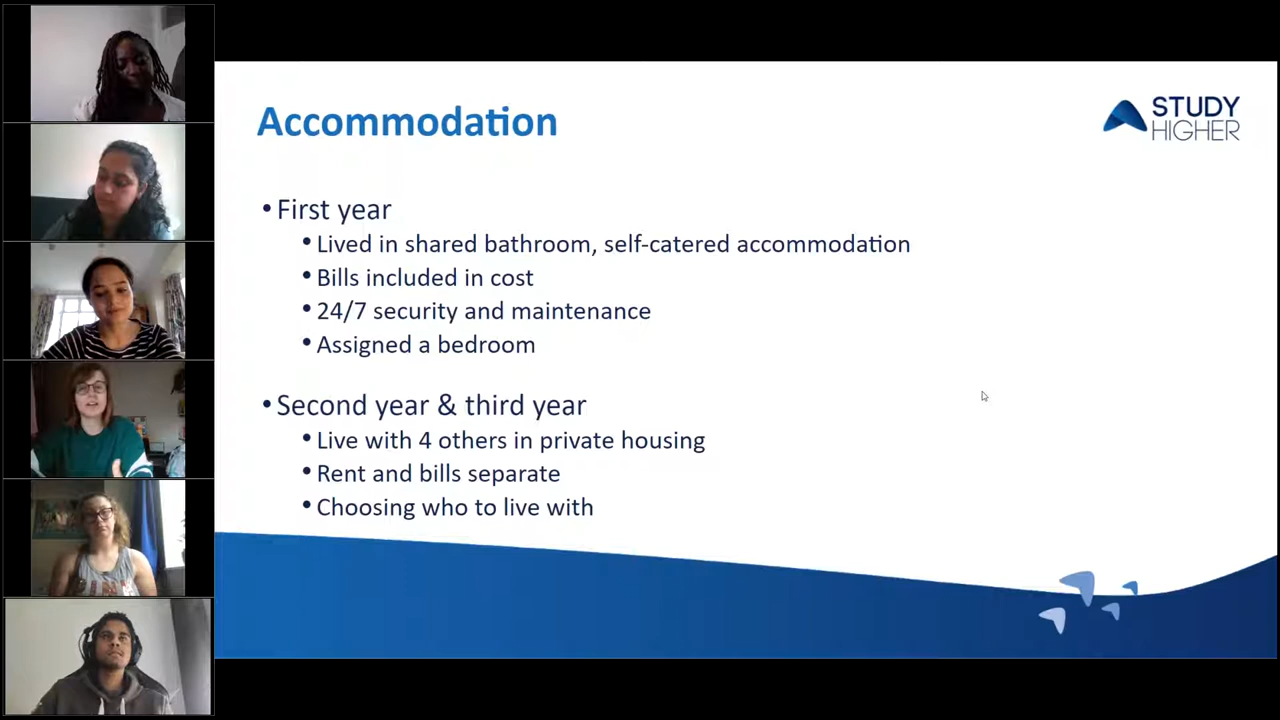 Accommodation
STUDY
HIGHER
• First year
• Lived in shared bathroom, self-catered accommodation
• Bills included in cost
• 24/7 security and maintenance
• Assigned a bedroom
• Second year & third year
• Live with 4 others in private housing
• Rent and bills separate
• Choosing who to live with